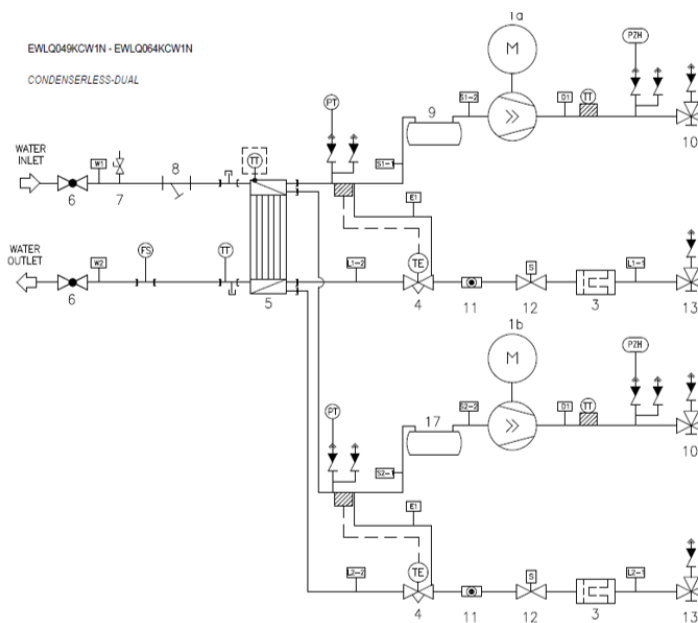 EWLQ049KCW1N - EWLQ064KCW1N
CONDENSERLESS-DUAL
1a
M
PZH
PT
9
S1-2
D1
TT
10
S1-1
WATER
INLET
W1
8
TT
6
7
E1
WATER
OUTLET
W2
FS
TT
L1-2
TE
S
L1-1
6
5
4
11
12
3
13
1b
M
PZH
PT
17
S2-2
D1
TT
10
S2-1
E1
L2-2
TE
S
L2-1
4
11
12
3
13